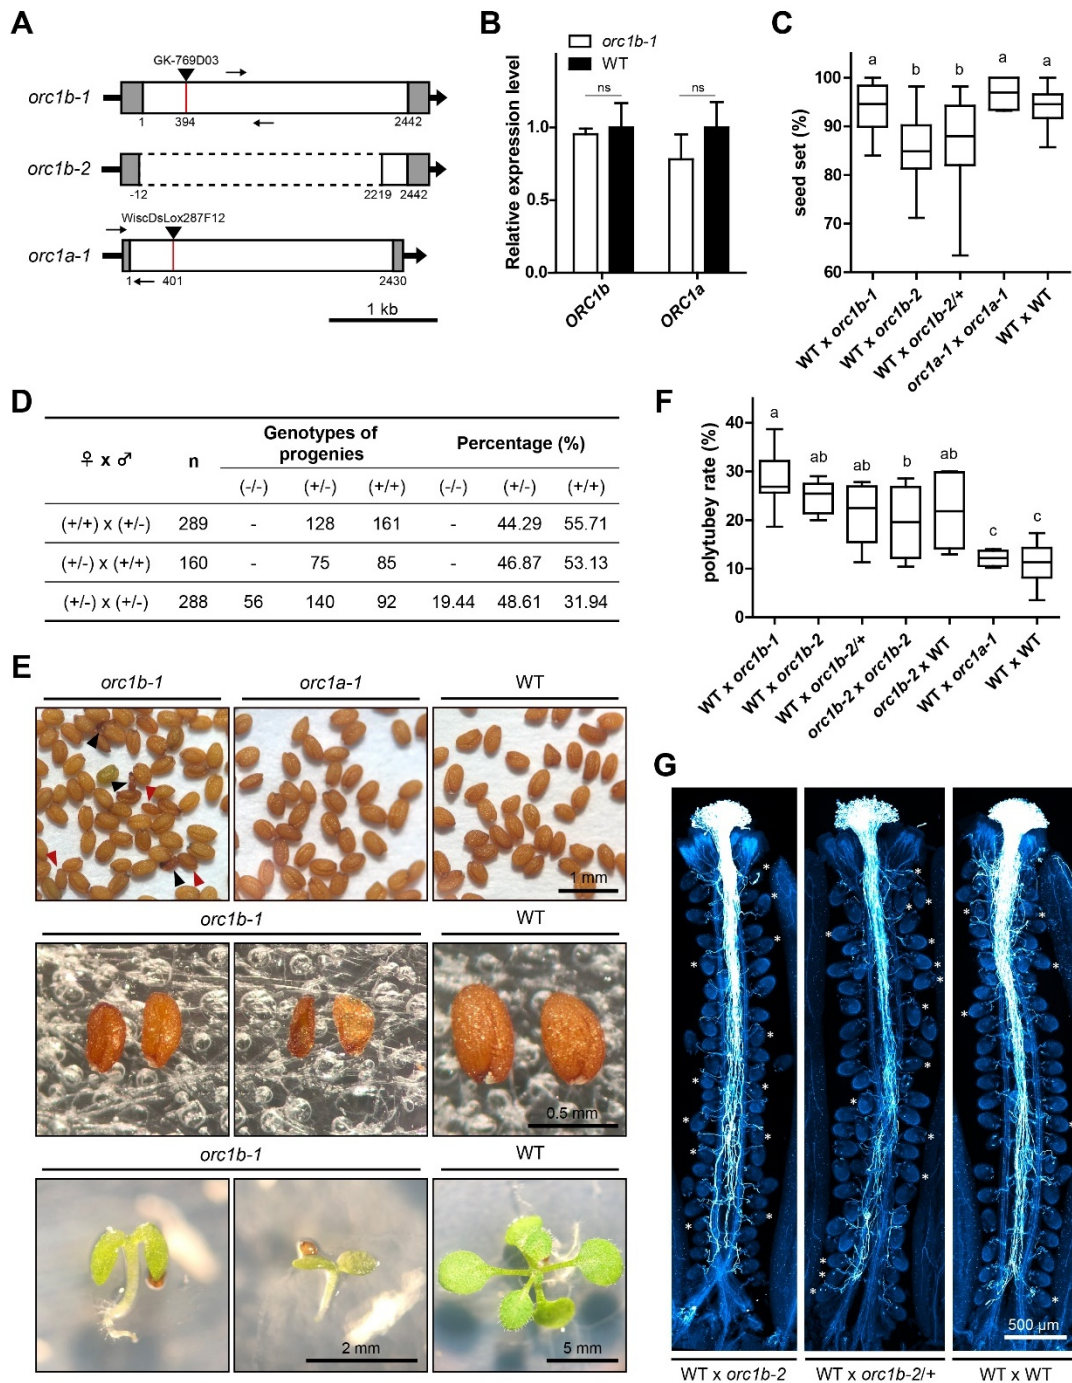 A
GK-769D03
orc1b-1
1 394 2442
orc1b-2
-12 2219 2442
WiscDsLox287F12
orc1a-1
1 401 2430
1 kb
B
orc1b-1
WT
ns ns
Relative expression level
1.0
0.5
0.0
ORC1b
ORC1a
C
a b b a a
seed set (%)
100
90
80
70
60
WT x orc1b-1
WT x orc1b-2
WT x orc1b-2/+
orc1a-1 x orc1a-1
WT x WT
D
♀ x ♂ n Genotypes of progenies Percentage (%)
(-/-) (+/-) (+/+) (-/-) (+/-) (+/+)
(+/+) x (+/-) 289 - 128 161 - 44.29 55.71
(+/-) x (+/+) 160 - 75 85 - 46.87 53.13
(+/-) x (+/-) 288 56 140 92 19.44 48.61 31.94
F
a ab ab b ab c c
polytubey rate (%)
40
30
20
10
0
WT x orc1b-1
WT x orc1b-2
WT x orc1b-2/+
orc1b-2 x orc1b-2
orc1b-2 x WT
WT x orc1a-1
WT x WT
E
orc1b-1 orc1a-1 WT
1 mm
orc1b-1 WT
0.5 mm
orc1b-1 WT
2 mm 5 mm
G
500 µm
WT x orc1b-2 WT x orc1b-2/+ WT x WT